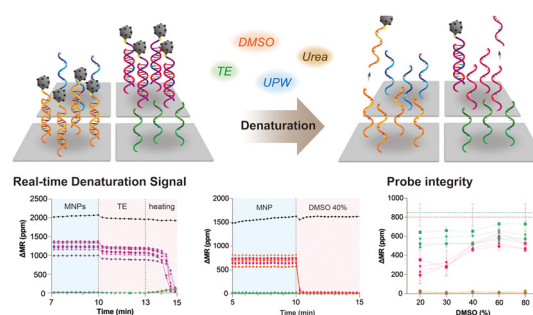 DMSO
Urea
TE
UPW
Denaturation
Real-time Denaturation Signal
Probe integrity
MNPs TE heating
ΔMR (ppm)
2500
2000
1500
1000
500
0
7 10 13 15
Time (min)
MNP DMSO 40%
ΔMR (ppm)
2000
1500
1000
500
0
5 10 15
Time (min)
ΔMR (ppm)
1000
800
600
400
200
0
20 30 40 60 80
DMSO (%)